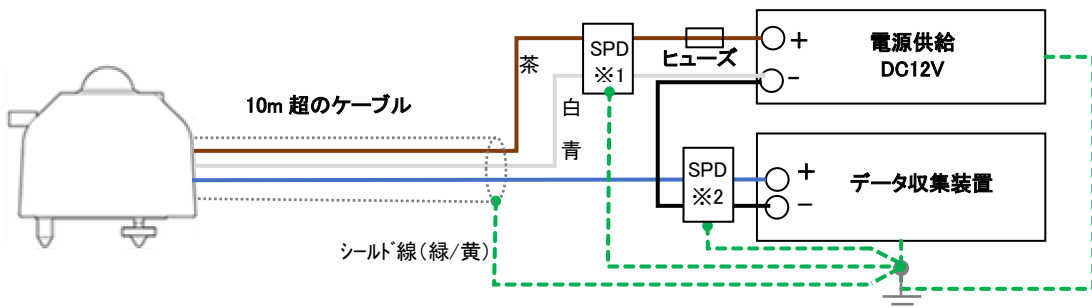 10m 超のケーブル
茶
白
青
シールド線(緑/黄)
SPD
※1
ヒューズ
+
-
電源供給
DC12V
SPD
※2
+
-
データ収集装置